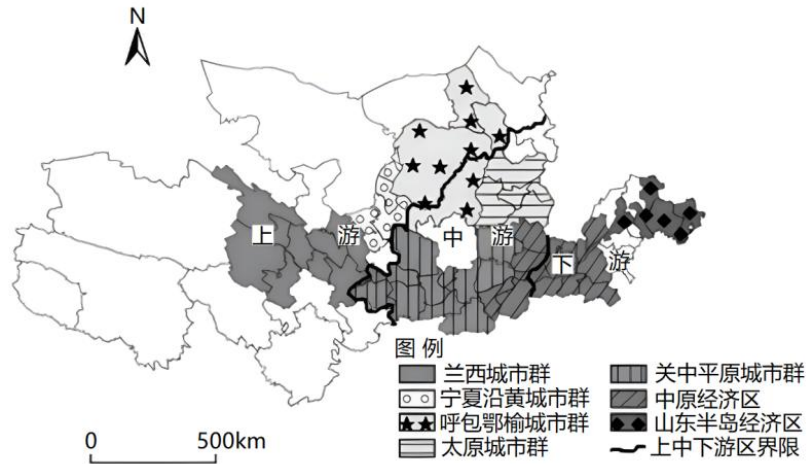 N
上 游 中 游 下 游
图 例
兰西城市群
关中平原城市群
宁夏沿黄城市群
中原经济区
呼包鄂榆城市群
山东半岛经济区
太原城市群
上中下游区界限
0 500km